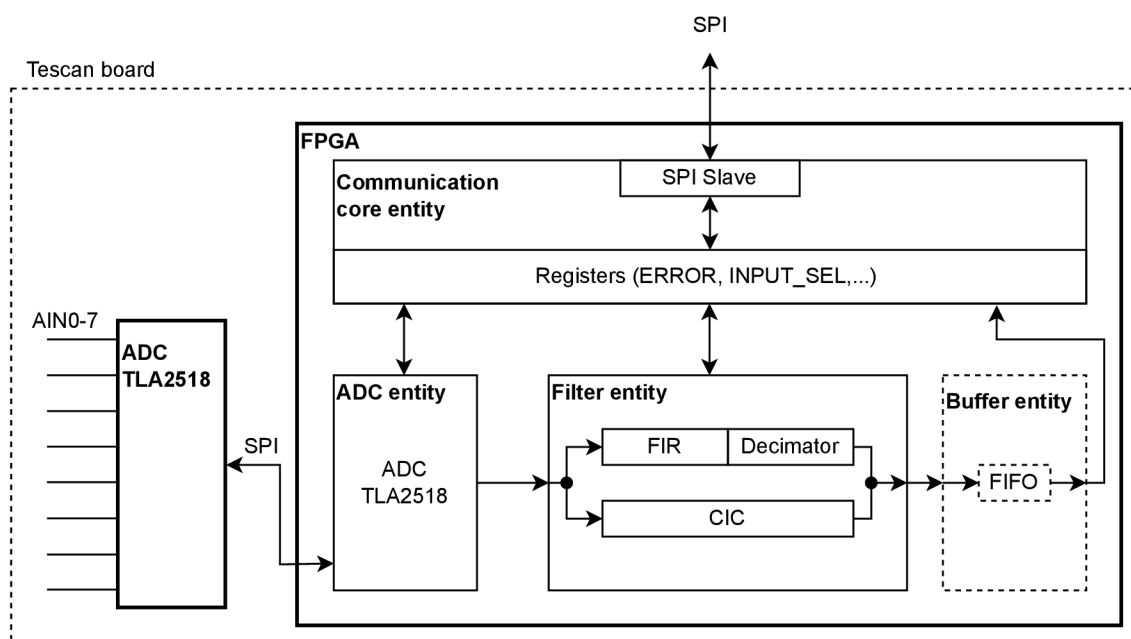 SPI
Tescan board
FPGA
SPI Slave
Communication
core entity
Registers (ERROR, INPUT_SEL,...)
AIN0-7
ADC
TLA2518
SPI
ADC entity
ADC
TLA2518
Filter entity
FIR
Decimator
CIC
Buffer entity
FIFO